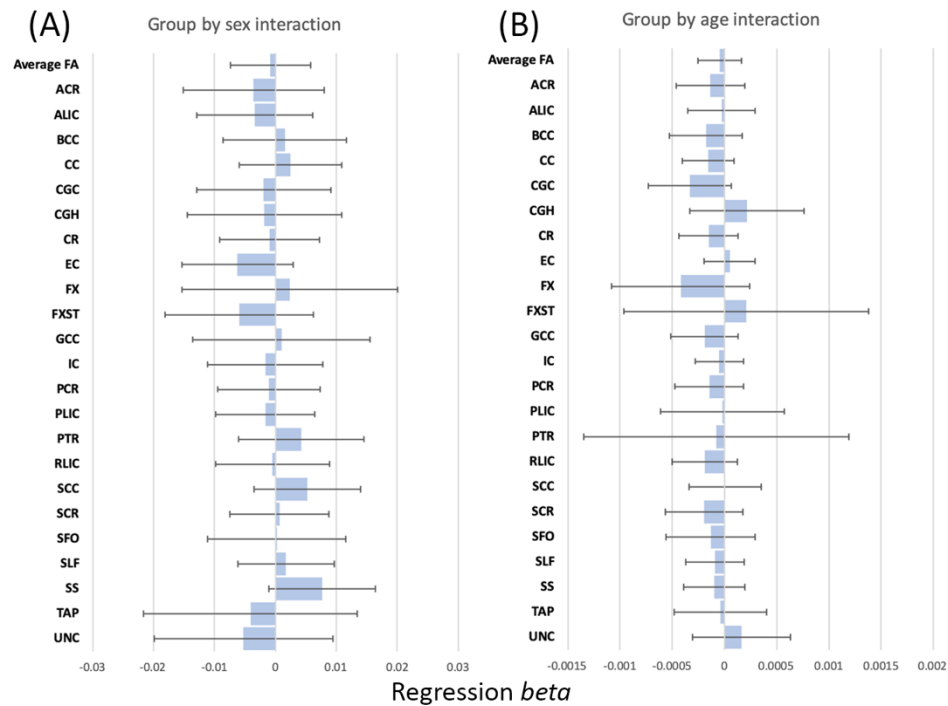 (A)
Group by sex interaction
Average FA
ACR
ALIC
BCC
CC
CGC
CGH
CR
EC
FX
FXST
GCC
IC
PCR
PLIC
PTR
RLIC
SCC
SCR
SFO
SLF
SS
TAP
UNC
-0.03 -0.02 -0.01 0 0.01 0.02 0.03
(B)
Group by age interaction
Average FA
ACR
ALIC
BCC
CC
CGC
CGH
CR
EC
FX
FXST
GCC
IC
PCR
PLIC
PTR
RLIC
SCC
SCR
SFO
SLF
SS
TAP
UNC
-0.0015 -0.001 -0.0005 0 0.0005 0.001 0.0015 0.002
Regression beta